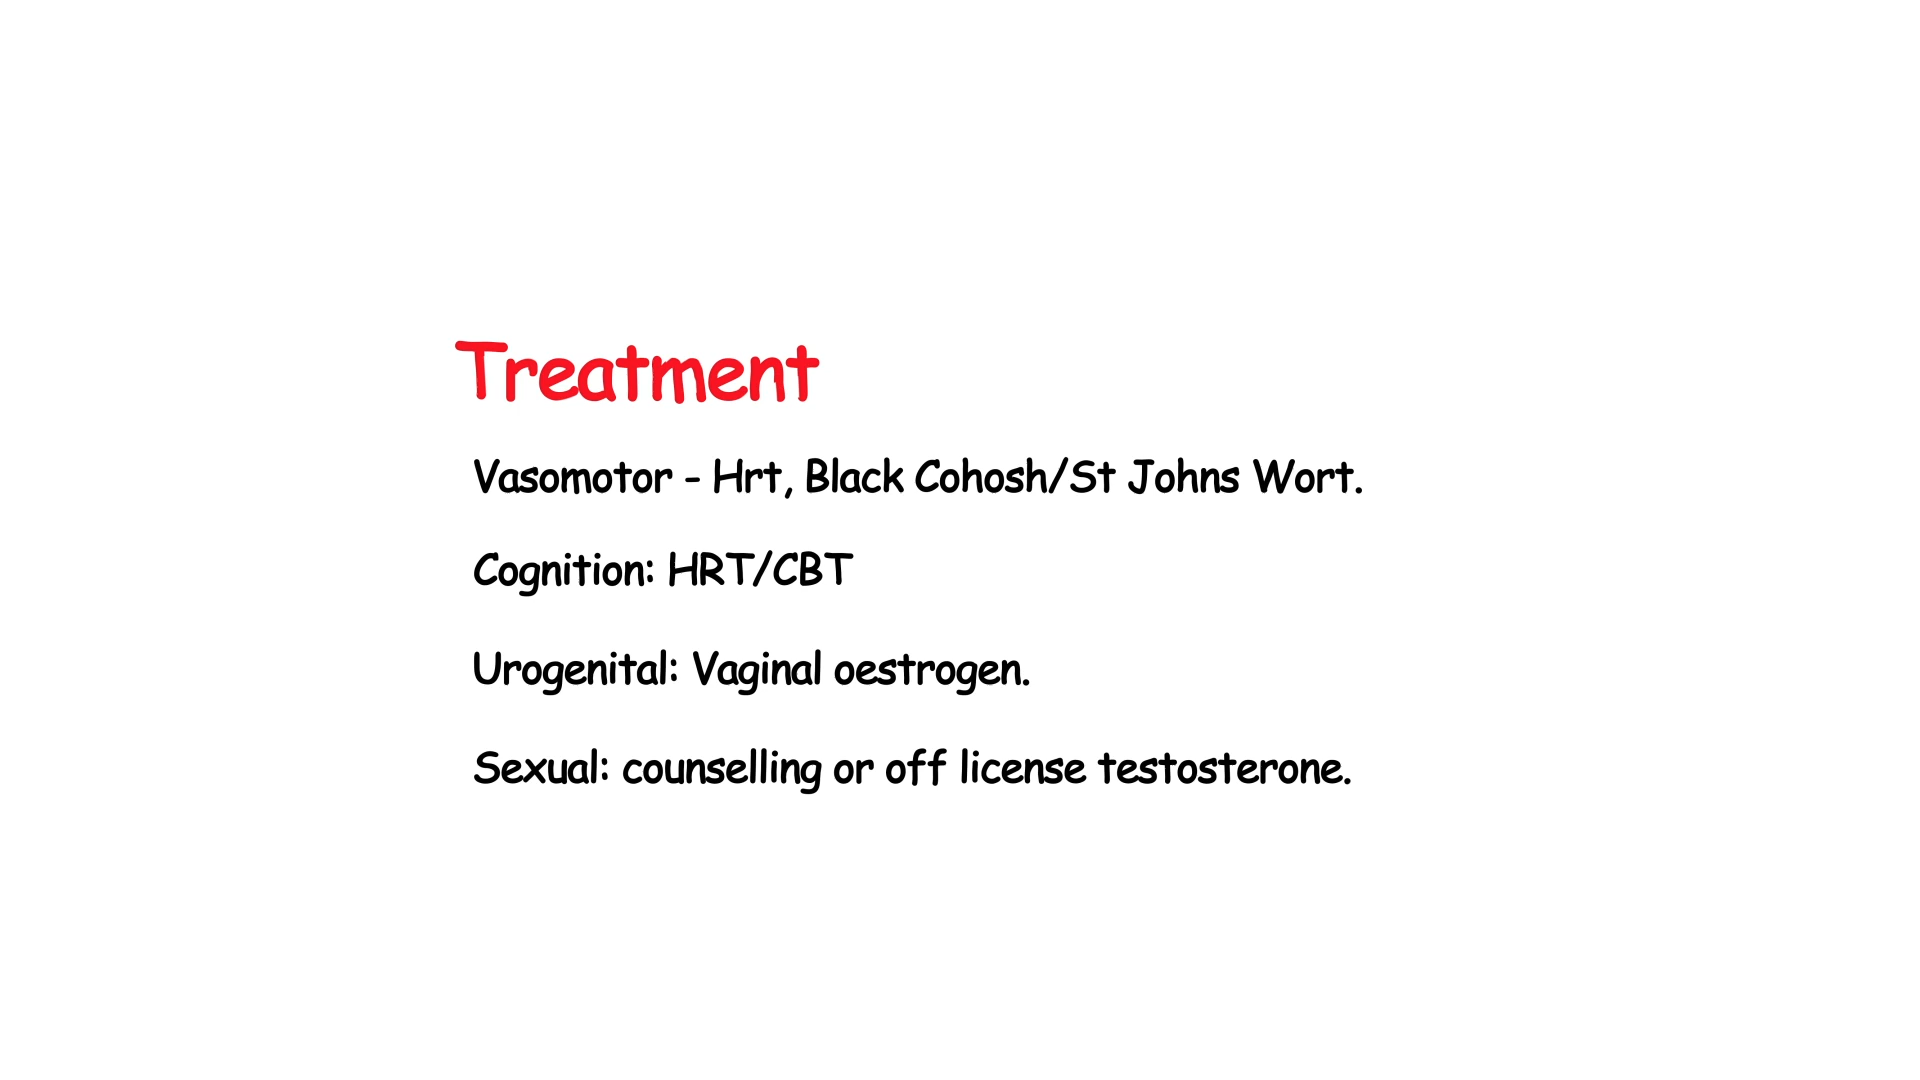 Treatment
Vasomotor - Hrt, Black Cohosh/St Johns Wort.
Cognition: HRT/CBT
Urogenital: Vaginal oestrogen.
Sexual: counselling or off license testosterone.